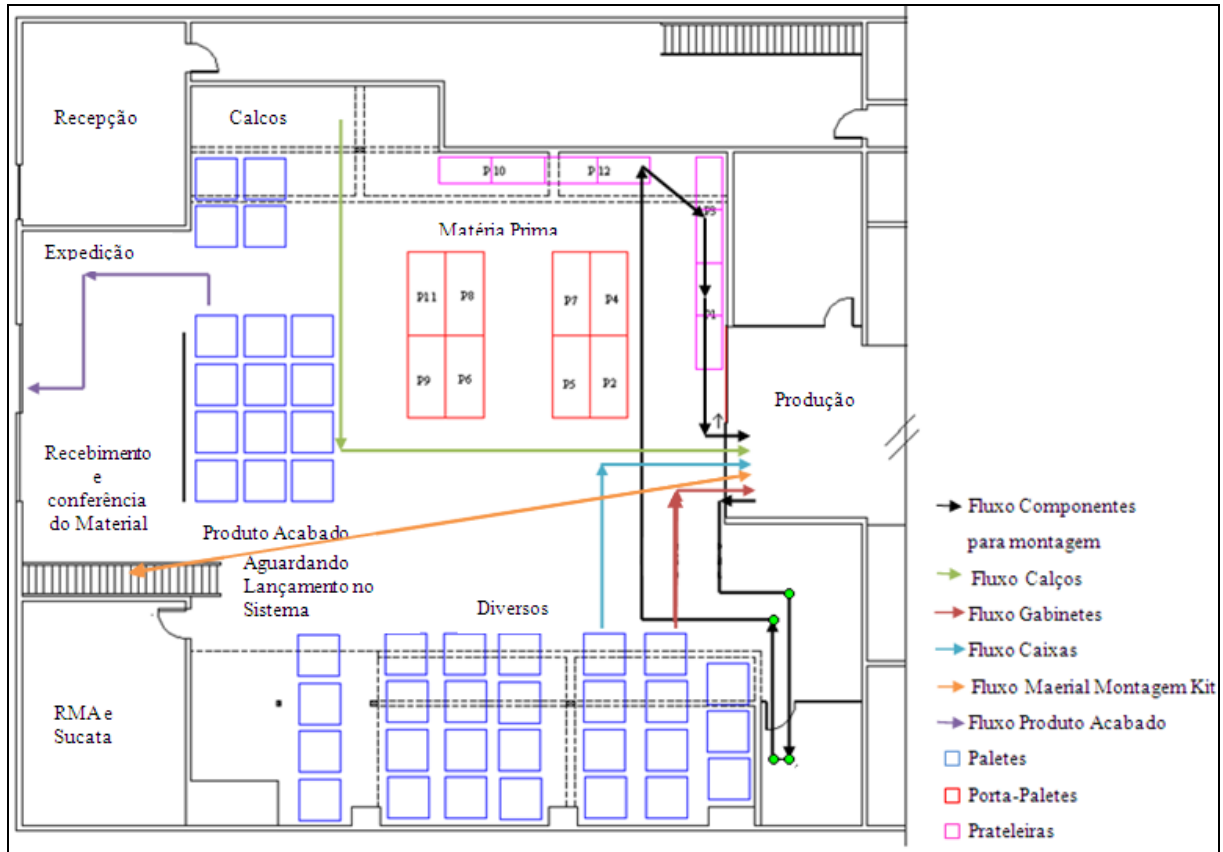 Recepção
Calcos
P 10
P 12
P3
Matéria Prima
Expedição
P11
P8
P7
P4
P1
P9
P6
P5
P2
Produção
Recebimento
e
conferência
do Material
Produto Acabado
Aguardando
Lançamento no
Sistema
Diversos
RMA e
Sucata
Fluxo Componentes
para montagem
Fluxo Calços
Fluxo Gabinetes
Fluxo Caixas
Fluxo Maerial Montagem Kit
Fluxo Produto Acabado
Paletes
Porta-Paletes
Prateleiras